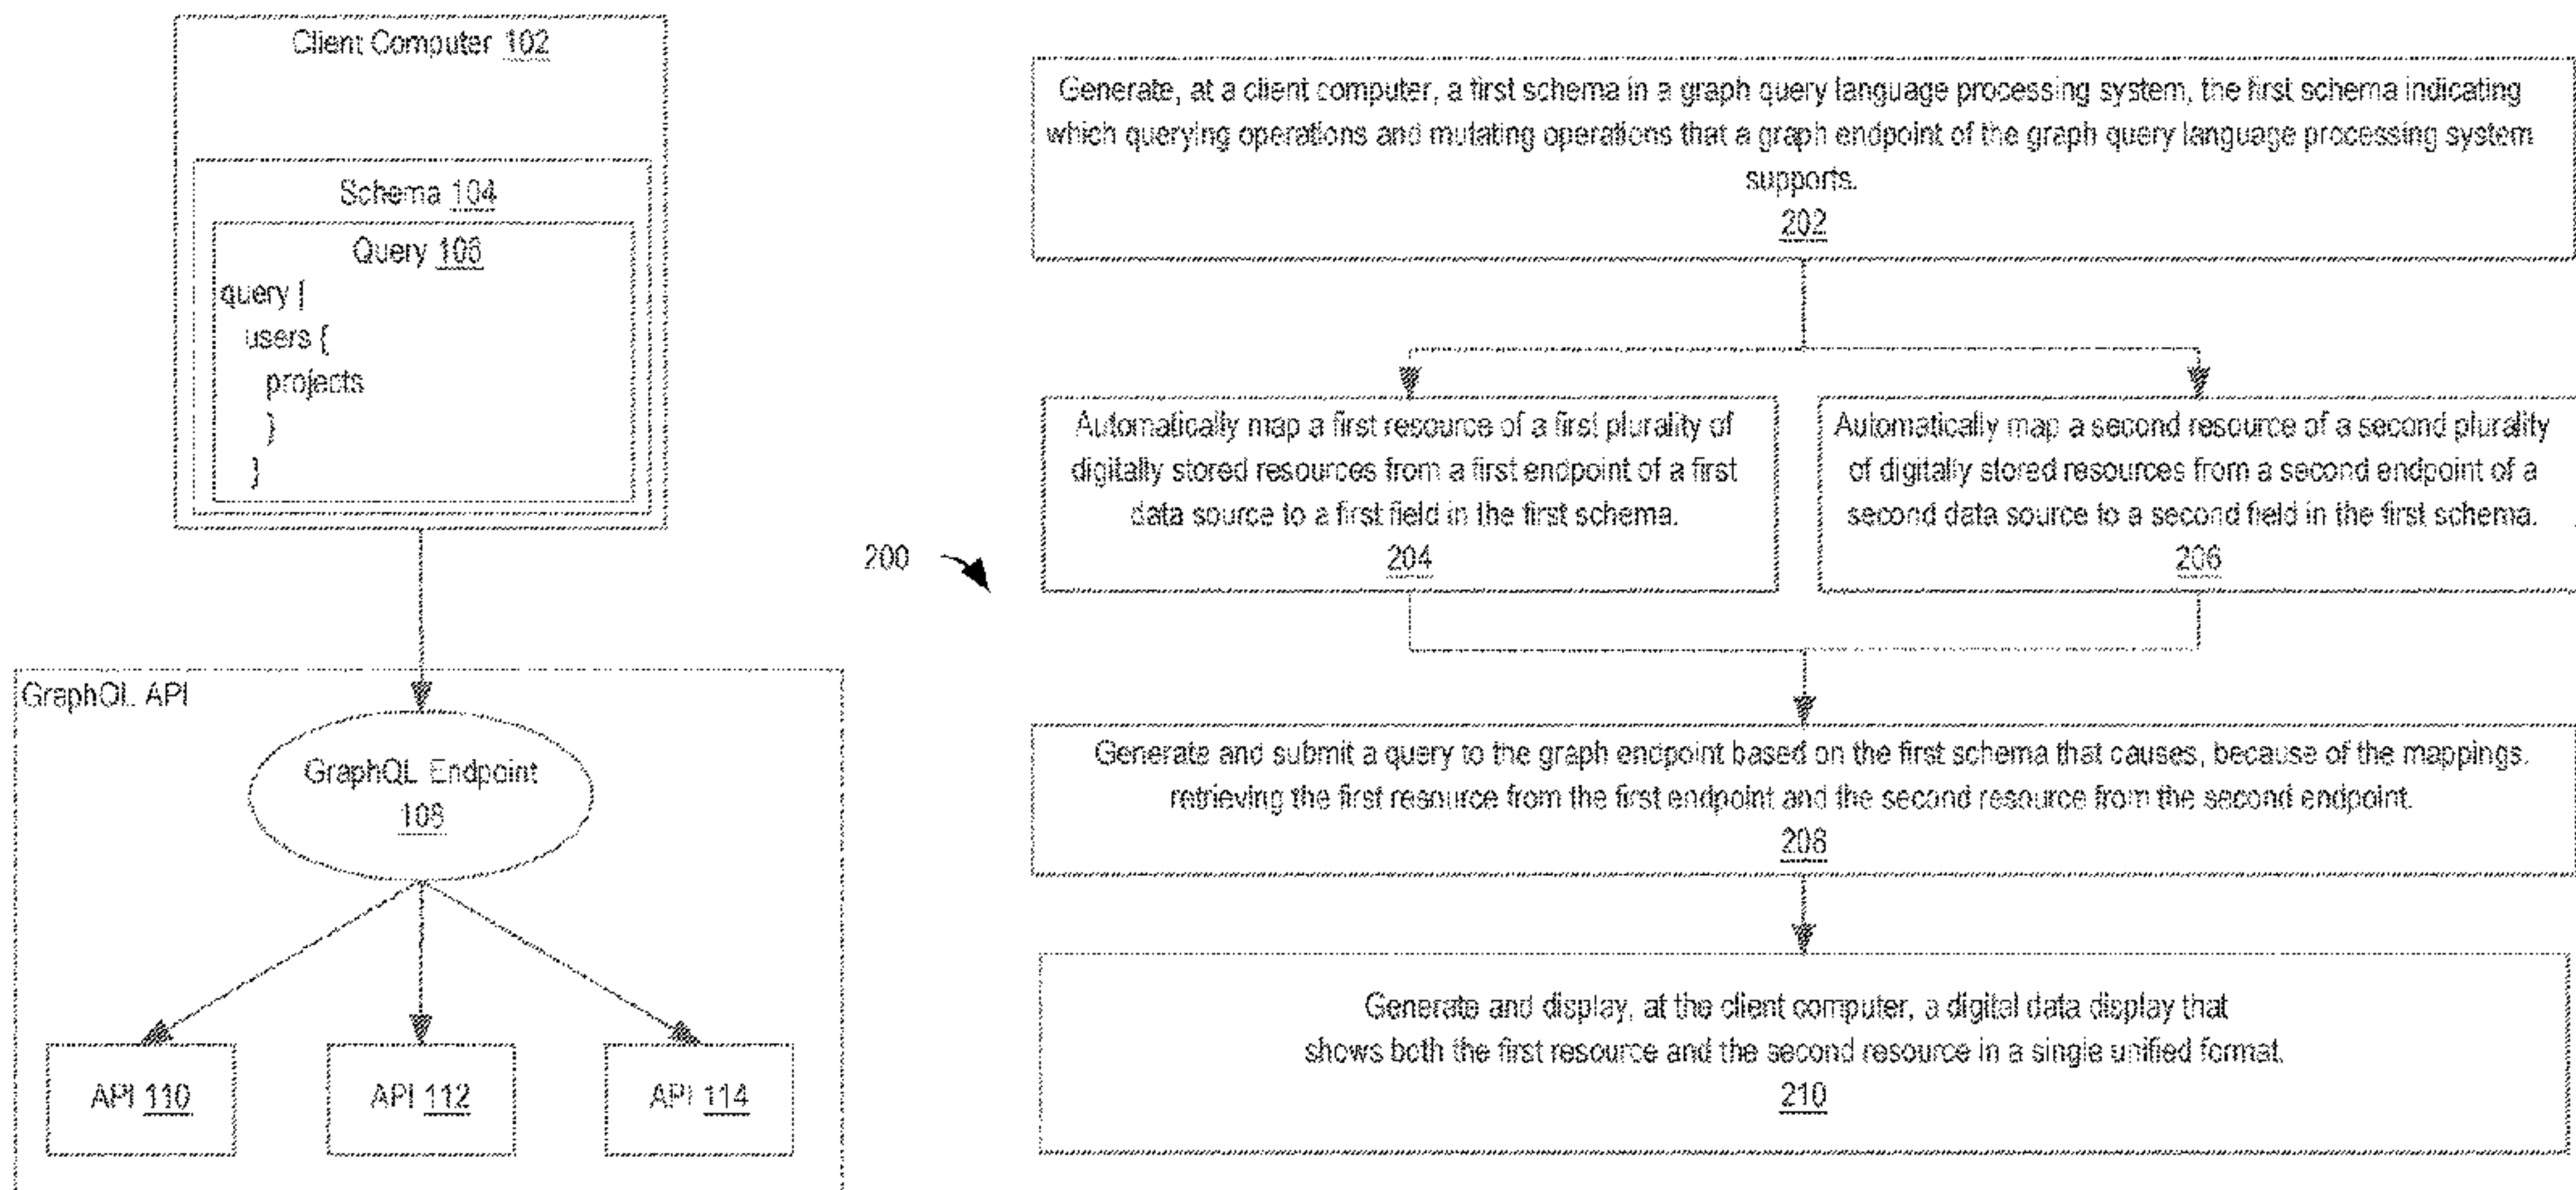 Client Computer 102
Schema 104
Query 106
query {
users {
projects
}
}
GraphQL API
GraphQL Endpoint
108
API 110
API 112
API 114
200
Generate, at a client computer, a first schema in a graph query language processing system, the first schema indicating
which querying operations and mutating operations that a graph endpoint of the graph query language processing system
supports.
202
Automatically map a first resource of a first plurality of
digitally stored resources from a first endpoint of a first
data source to a first field in the first schema.
204
Automatically map a second resource of a second plurality
of digitally stored resources from a second endpoint of a
second data source to a second field in the first schema.
206
Generate and submit a query to the graph endpoint based on the first schema that causes, because of the mappings,
retrieving the first resource from the first endpoint and the second resource from the second endpoint.
208
Generate and display, at the client computer, a digital data display that
shows both the first resource and the second resource in a single unified format.
210